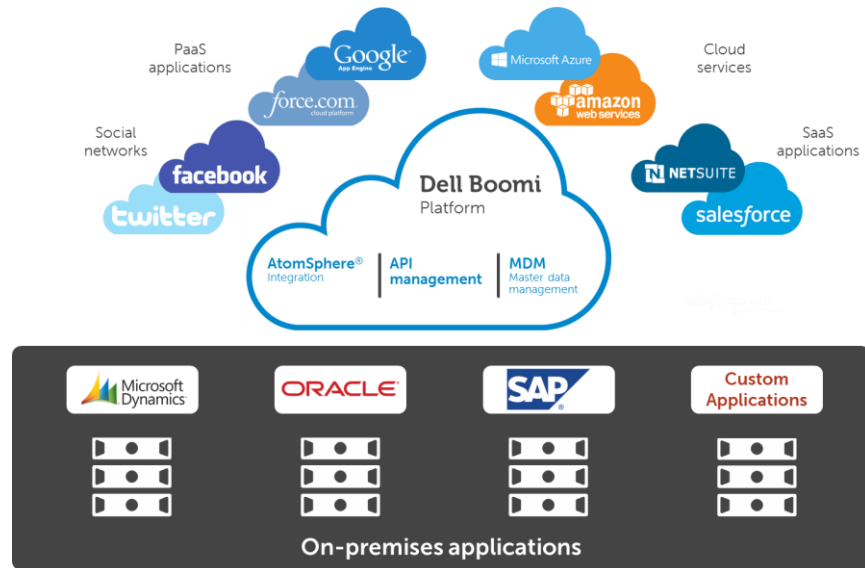 PaaS
applications
Google™
App Engine
force.com™
cloud platform
Social
networks
facebook
twitter
Microsoft Azure
Cloud
services
amazon
web services
SaaS
applications
NETSUITE
salesforce
Dell Boomi
Platform
AtomSphere®
Integration
API
management
MDM
Master data
management
Microsoft
Dynamics
ORACLE®
SAP®
Custom
Applications
On-premises applications